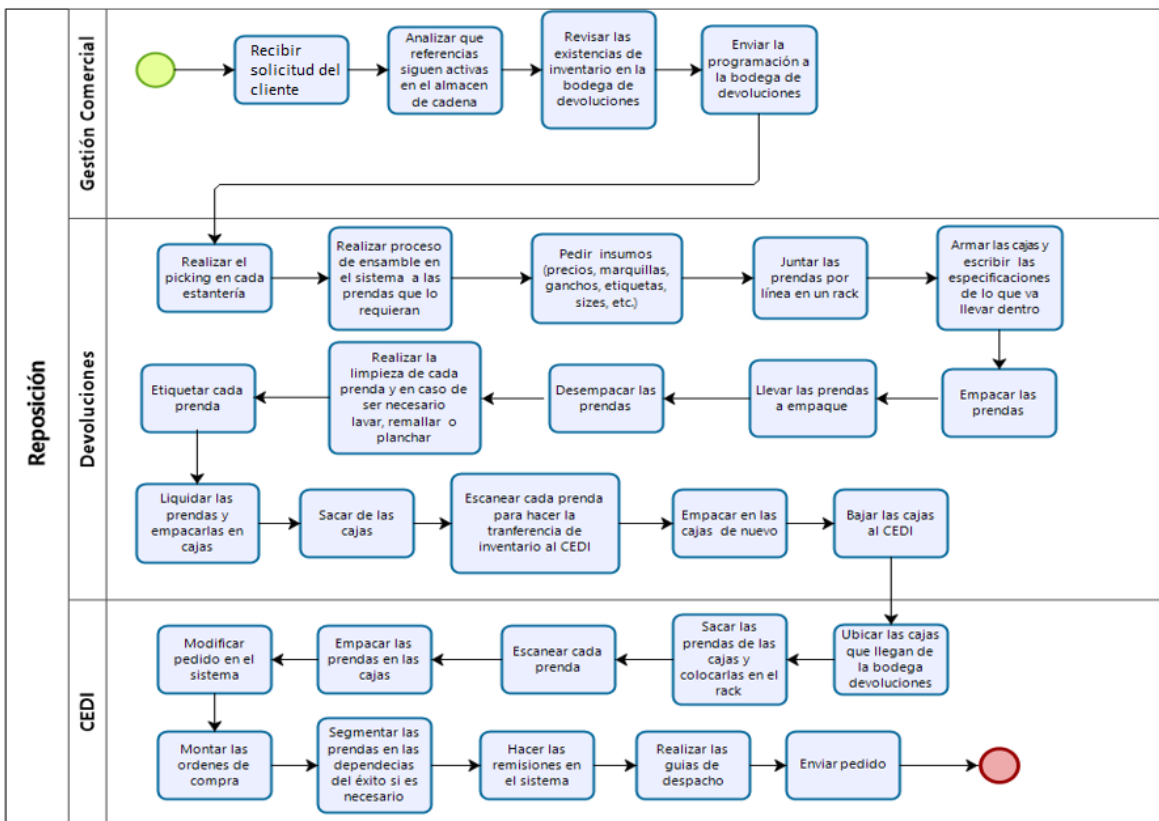 Reposición
Gestión Comercial
Recibir
solicitud del
cliente
Analizar que
referencias
siguen activas
en el almacen
de cadena
Revisar las
existencias de
inventario en la
bodega de
devoluciones
Enviar la
programación a
la bodega de
devoluciones
Devoluciones
Realizar el
picking en cada
estantería
Realizar proceso
de ensamble en
el sistema a las
prendas que lo
requieran
Pedir insumos
(precios, marquillas,
ganchos, etiquetas,
sizes, etc.)
Juntar las
prendas por
línea en un rack
Armar las cajas y
escribir las
especificaciones
de lo que va
llevar dentro
Empacar las
prendas
Llevar las prendas
a empaque
Desempacar las
prendas
Realizar la
limpieza de cada
prenda y en caso de
ser necesario
lavar, remallar o
planchar
Etiquetar cada
prenda
Liquidar las
prendas y
empacarlas en
cajas
Sacar de las
cajas
Escanear cada prenda
para hacer la
tranferencia de
inventario al CEDI
Empacar en las
cajas de nuevo
Bajar las cajas
al CEDI
CEDI
Ubicar las cajas
que llegan de
la bodega
devoluciones
Sacar las
prendas de las
cajas y
colocarlas en el
rack
Escanear cada
prenda
Empacar las
prendas en las
cajas
Modificar
pedido en el
sistema
Montar las
ordenes de
compra
Segmentar las
prendas en las
dependecias
del éxito si es
necesario
Hacer las
remisiones en
el sistema
Realizar las
guias de
despacho
Enviar pedido